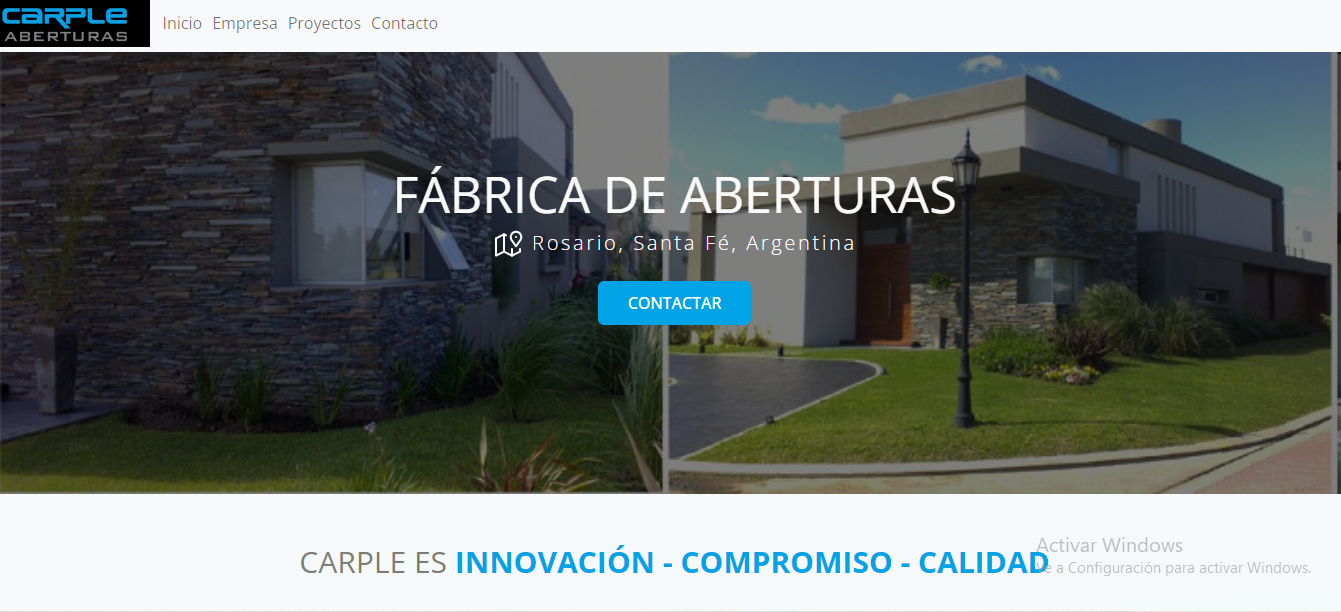 CARPLE
ABERTURAS
Inicio Empresa Proyectos Contacto
FÁBRICA DE ABERTURAS
Rosario, Santa Fé, Argentina
CONTACTAR
CARPLE ES INNOVACIÓN - COMPROMISO - CALIDAD
Activar Windows
Ve a Configuración para activar Windows.